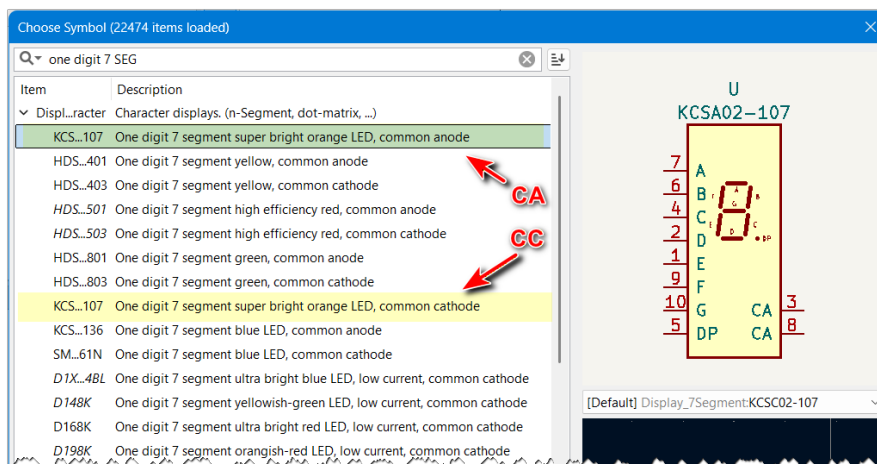 Choose Symbol (22474 items loaded)
one digit 7 SEG
Item Description
Displ...racter Character displays. (n-Segment, dot-matrix, ...)
KCS...107 One digit 7 segment super bright orange LED, common anode
HDS...401 One digit 7 segment yellow, common anode
HDS...403 One digit 7 segment yellow, common cathode
HDS...501 One digit 7 segment high efficiency red, common anode
HDS...503 One digit 7 segment high efficiency red, common cathode
HDS...801 One digit 7 segment green, common anode
HDS...803 One digit 7 segment green, common cathode
KCS...107 One digit 7 segment super bright orange LED, common cathode
KCS...136 One digit 7 segment blue LED, common anode
SM...61N One digit 7 segment blue LED, common cathode
D1X...4BL One digit 7 segment ultra bright blue LED, low current, common cathode
D148K One digit 7 segment yellowish-green LED, low current, common cathode
D168K One digit 7 segment ultra bright red LED, low current, common cathode
D198K One digit 7 segment orangish-red LED, low current, common cathode
CA
CC
U
KCSA02-107
7 A
6 B
4 C
2 D
1 E
9 F
10 G CA 3
5 DP CA 8
A
F B
G
E C
D DP
[Default] Display_7Segment:KCSC02-107